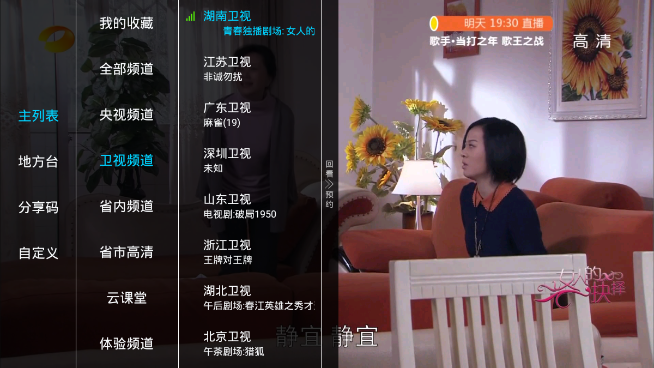 主列表
地方台
分享码
自定义
我的收藏
全部频道
央视频道
卫视频道
省内频道
省市高清
云课堂
体验频道
湖南卫视
青春独播剧场: 女人的
江苏卫视
非诚勿扰
广东卫视
麻雀(19)
深圳卫视
未知
山东卫视
电视剧:破局1950
浙江卫视
王牌对王牌
湖北卫视
午后剧场:春江英雄之秀才
北京卫视
午茶剧场:猎狐
回看
预约
明天 19:30 直播
歌手·当打之年 歌王之战
高清
女人的抉择
静宜 静宜